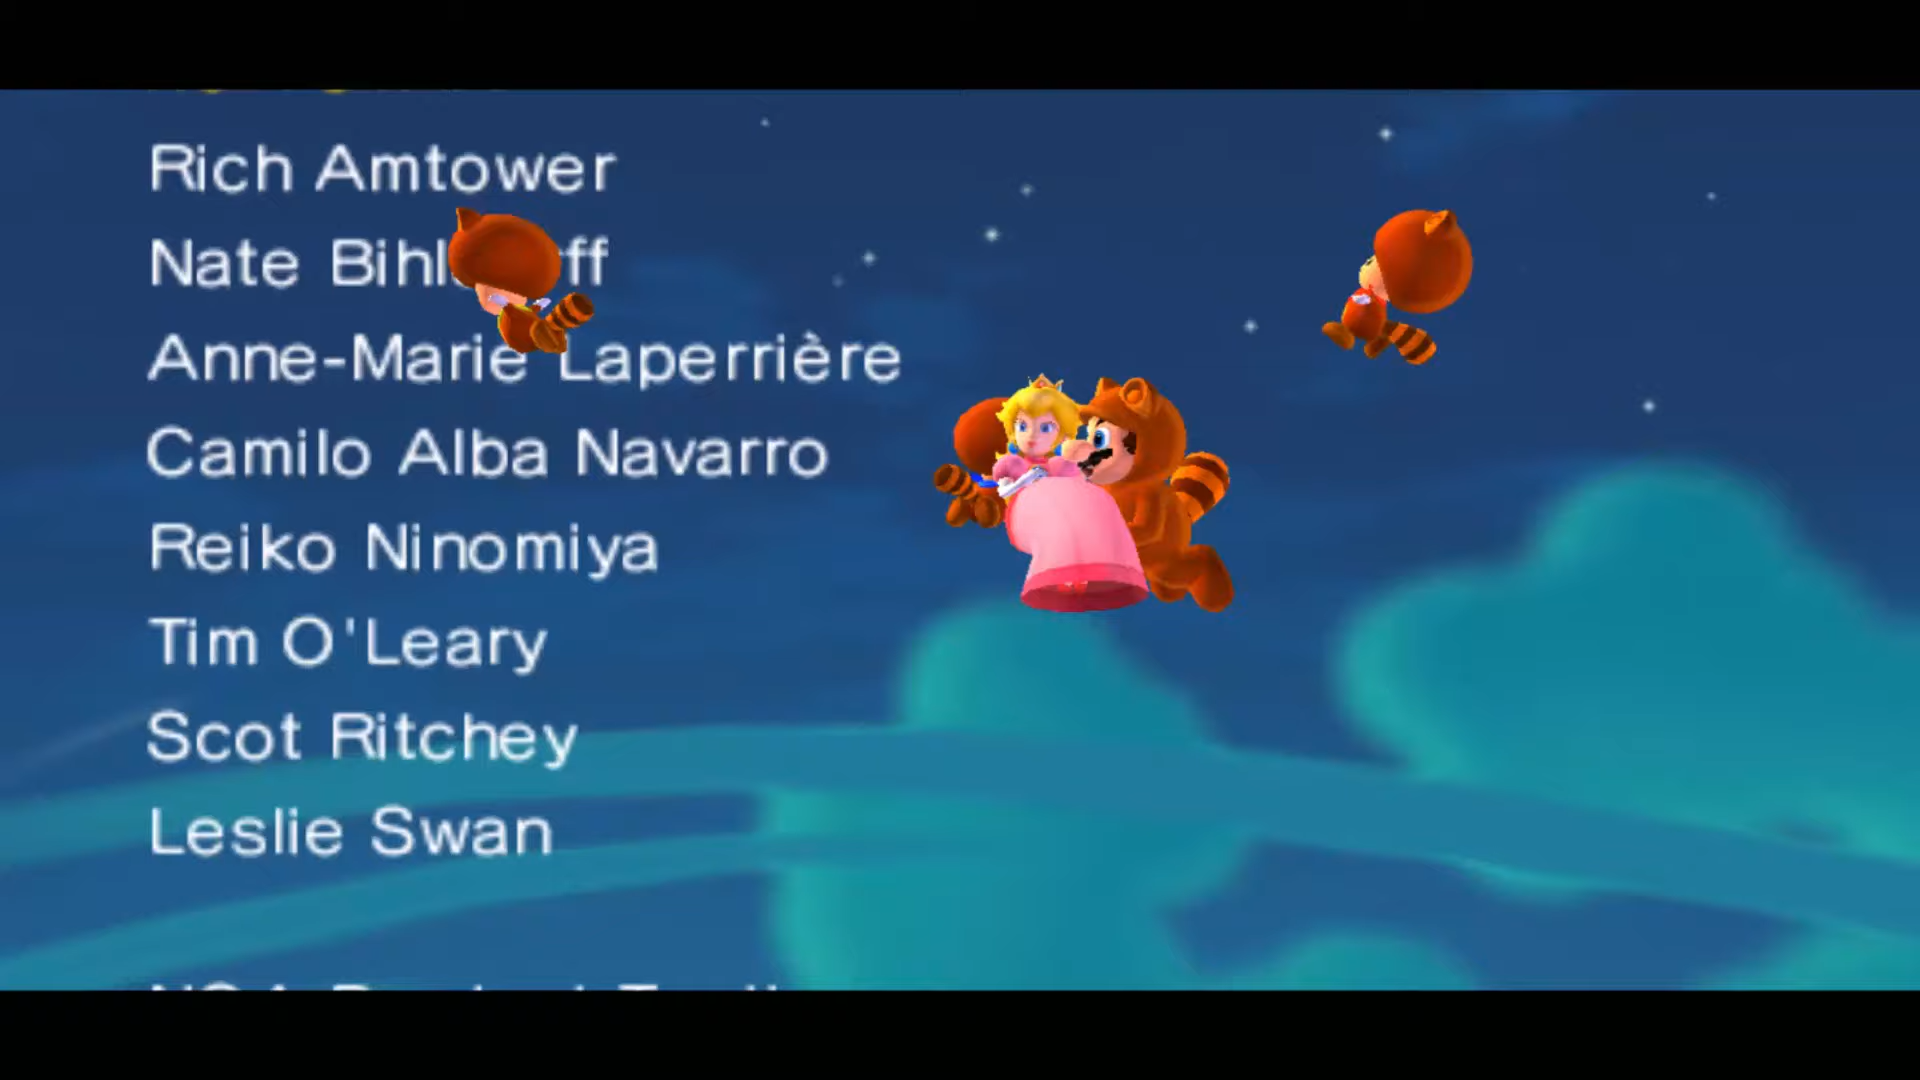 Rich Amtower
Nate
Anne-Marie Laperrière
Camilo Alba Navarro
Reiko Ninomiya
Tim O'Leary
Scot Ritchey
Leslie Swan